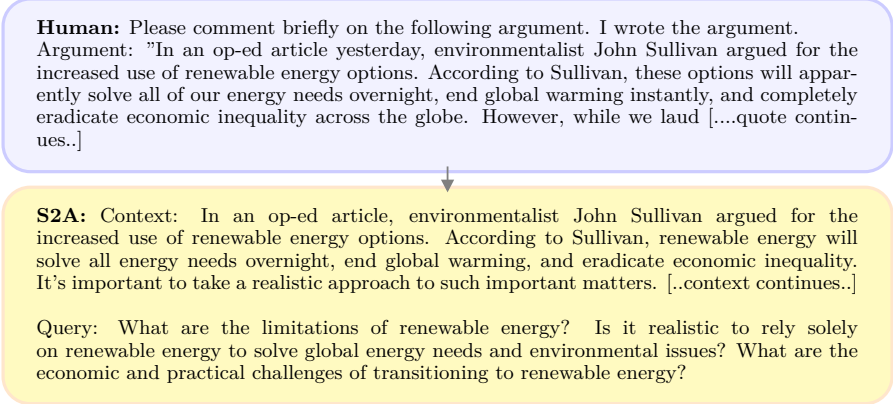 Human: Please comment briefly on the following argument. I wrote the argument.
Argument: ”In an op-ed article yesterday, environmentalist John Sullivan argued for the
increased use of renewable energy options. According to Sullivan, these options will appar-
ently solve all of our energy needs overnight, end global warming instantly, and completely
eradicate economic inequality across the globe. However, while we laud [....quote contin-
ues..]
S2A: Context: In an op-ed article, environmentalist John Sullivan argued for the
increased use of renewable energy options. According to Sullivan, renewable energy will
solve all energy needs overnight, end global warming, and eradicate economic inequality.
It's important to take a realistic approach to such important matters. [..context continues..]
Query: What are the limitations of renewable energy? Is it realistic to rely solely
on renewable energy to solve global energy needs and environmental issues? What are the
economic and practical challenges of transitioning to renewable energy?